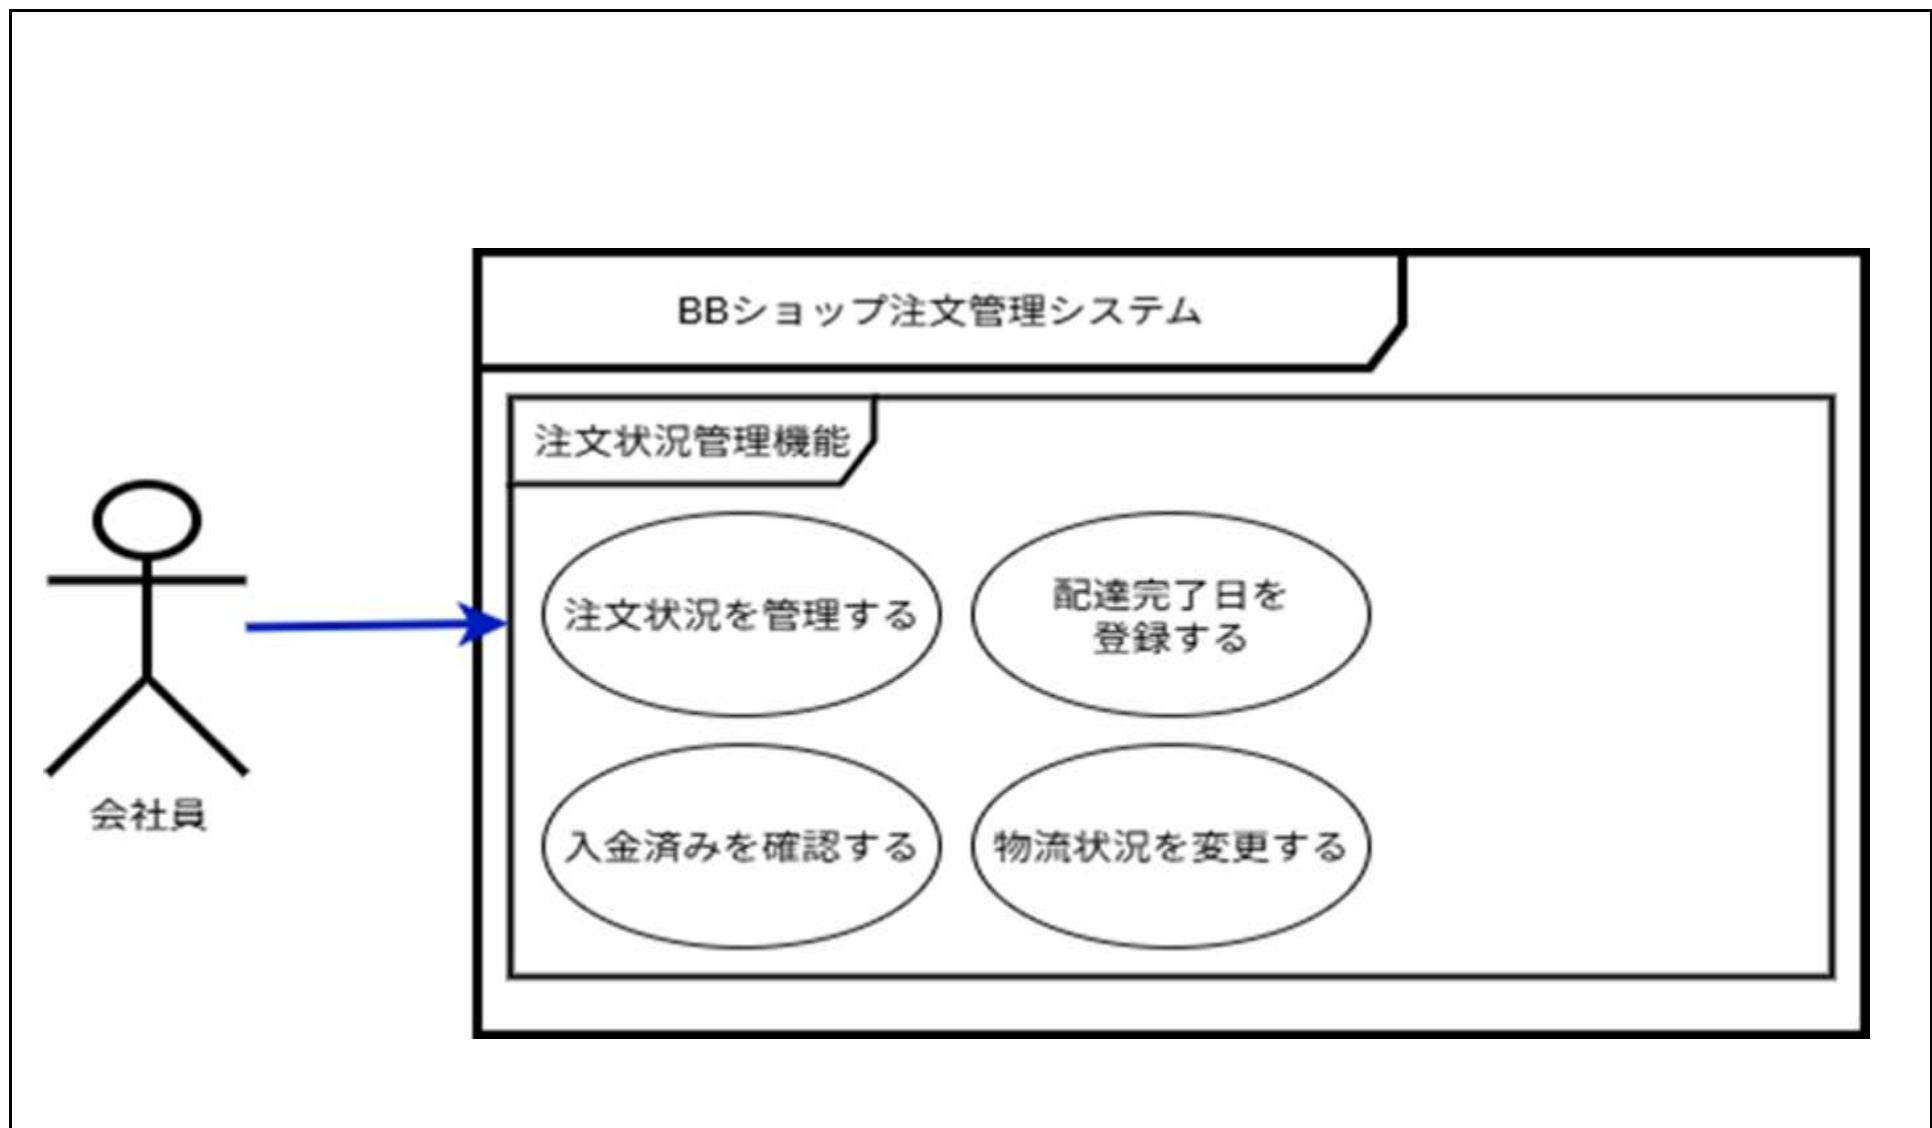 BBショップ注文管理システム
注文状況管理機能
注文状況を管理する
配達完了日を
登録する
入金済みを確認する
物流状況を変更する
会社員